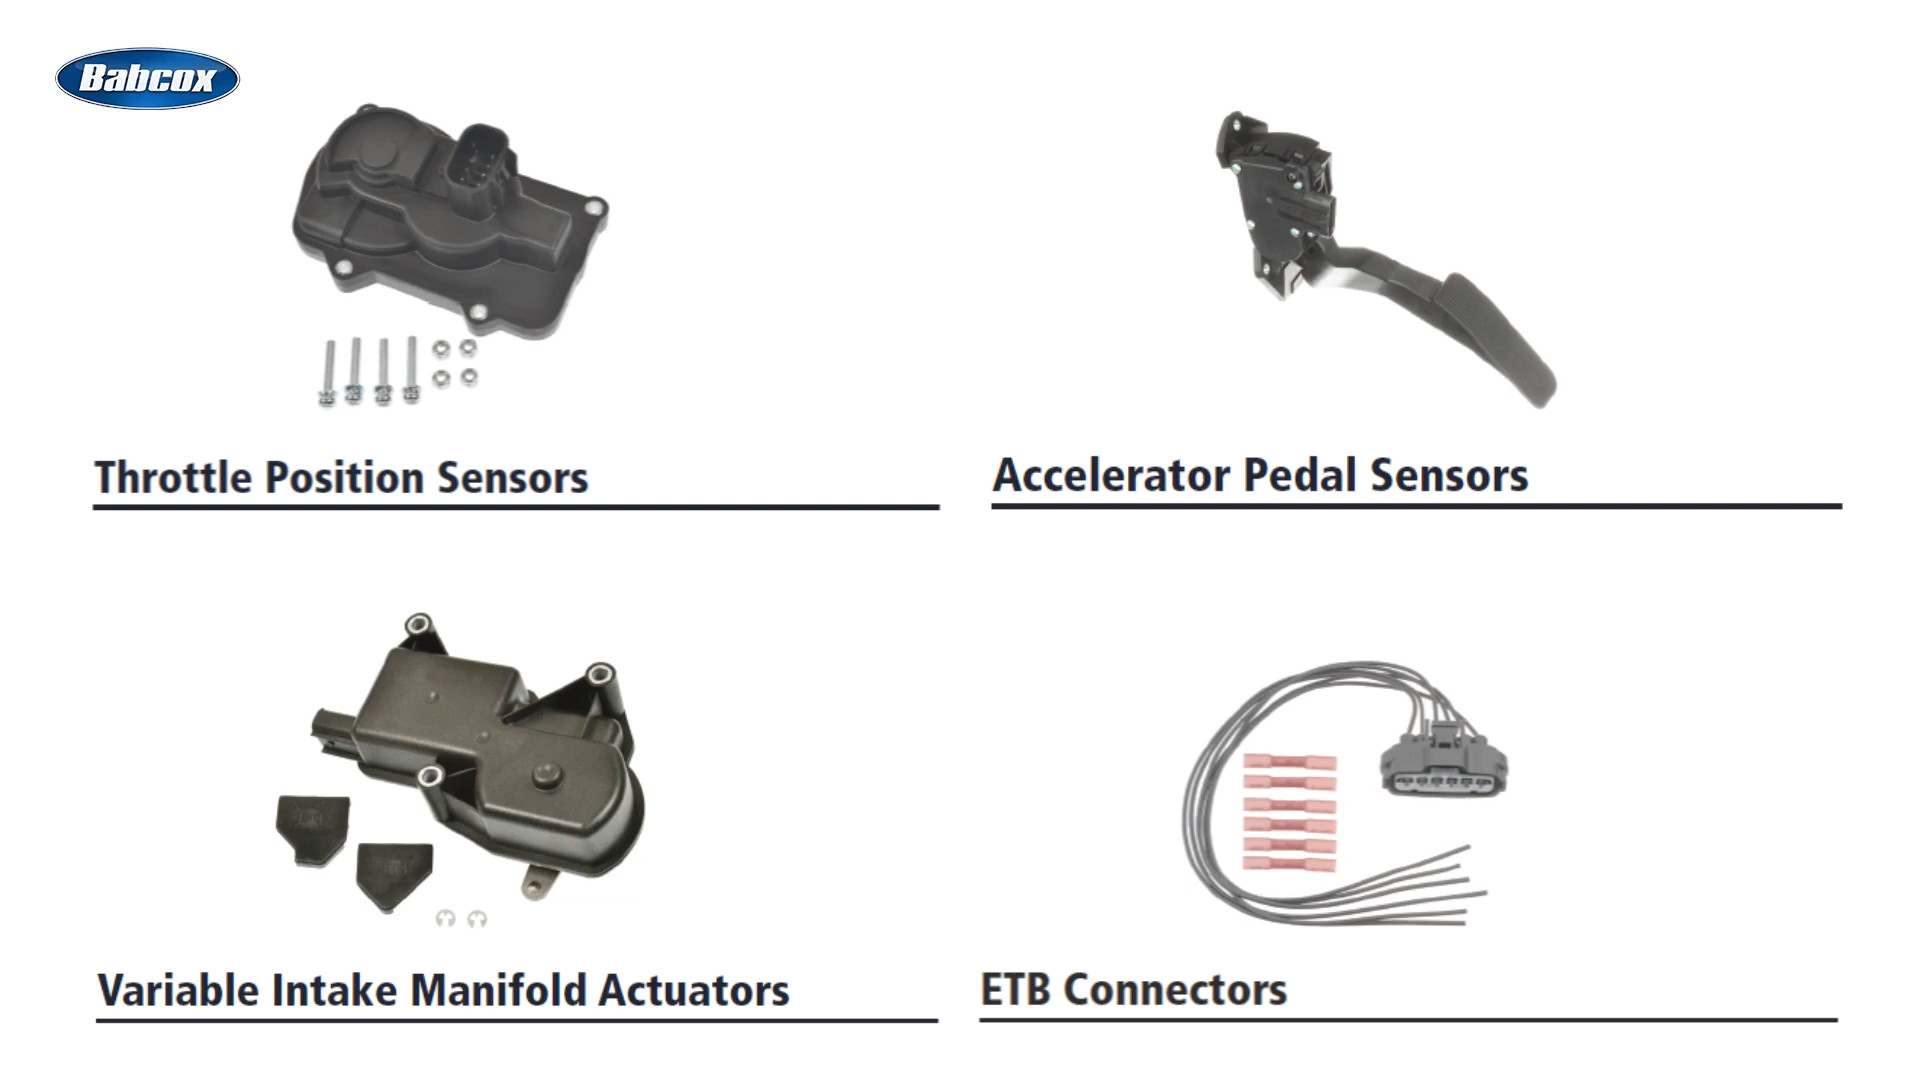 Babcox
Throttle Position Sensors
Accelerator Pedal Sensors
Variable Intake Manifold Actuators
ETB Connectors